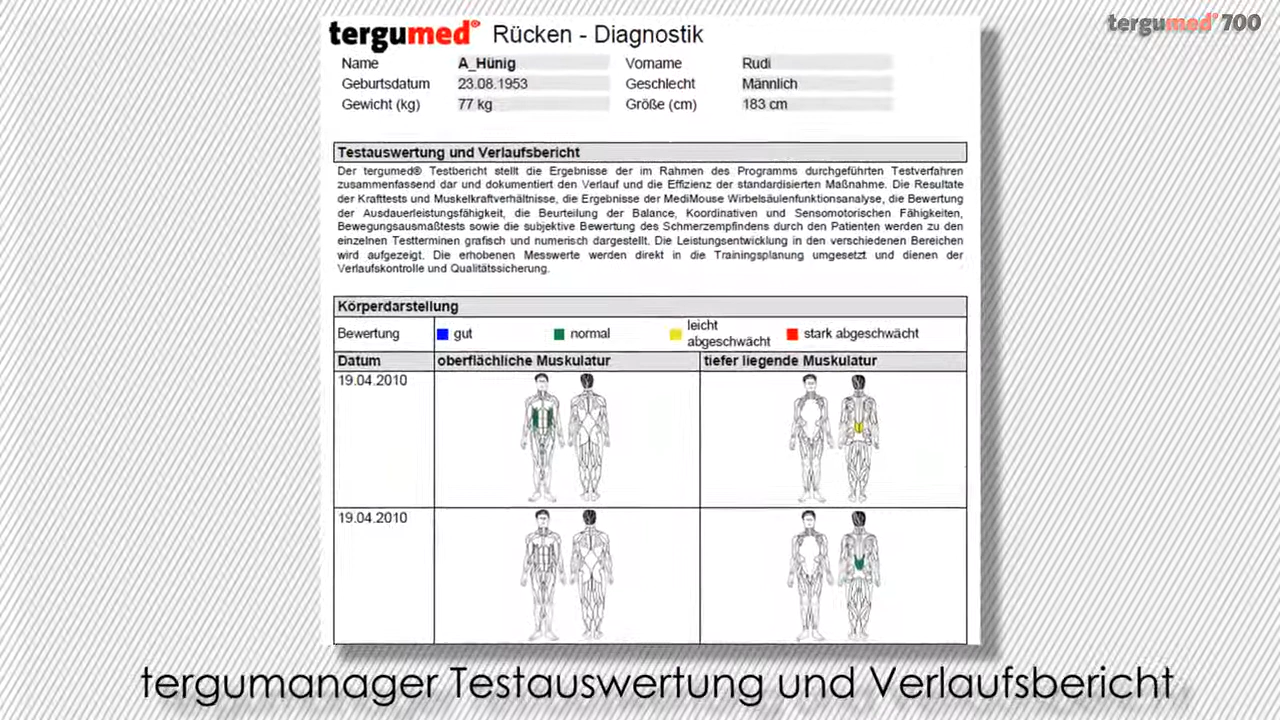 tergumed® Rücken - Diagnostik
tergumed® 700
Name A_Hünig Vorname Rudi
Geburtsdatum 23.08.1953 Geschlecht Männlich
Gewicht (kg) 77 kg Größe (cm) 183 cm
Testauswertung und Verlaufsbericht
Der tergumed® Testbericht stellt die Ergebnisse der im Rahmen des Programms durchgeführten Testverfahren
zusammenfassend dar und dokumentiert den Verlauf und die Effizienz der standardisierten Maßnahme. Die Resultate
der Krafttests und Muskelkraftverhältnisse, die Ergebnisse der MediMouse Wirbelsäulenfunktionsanalyse, die Bewertung
der Ausdauerleistungsfähigkeit, die Beurteilung der Balance, Koordinativen und Sensomotorischen Fähigkeiten,
Bewegungsausmaßtests sowie die subjektive Bewertung des Schmerzempfindens durch den Patienten werden zu den
einzelnen Testterminen grafisch und numerisch dargestellt. Die Leistungsentwicklung in den verschiedenen Bereichen
wird aufgezeigt. Die erhobenen Messwerte werden direkt in die Trainingsplanung umgesetzt und dienen der
Verlaufskontrolle und Qualitätssicherung.
Körperdarstellung
Bewertung gut normal leicht abgeschwächt stark abgeschwächt
Datum oberflächliche Muskulatur tiefer liegende Muskulatur
19.04.2010
19.04.2010
tergumanager Testauswertung und Verlaufsbericht